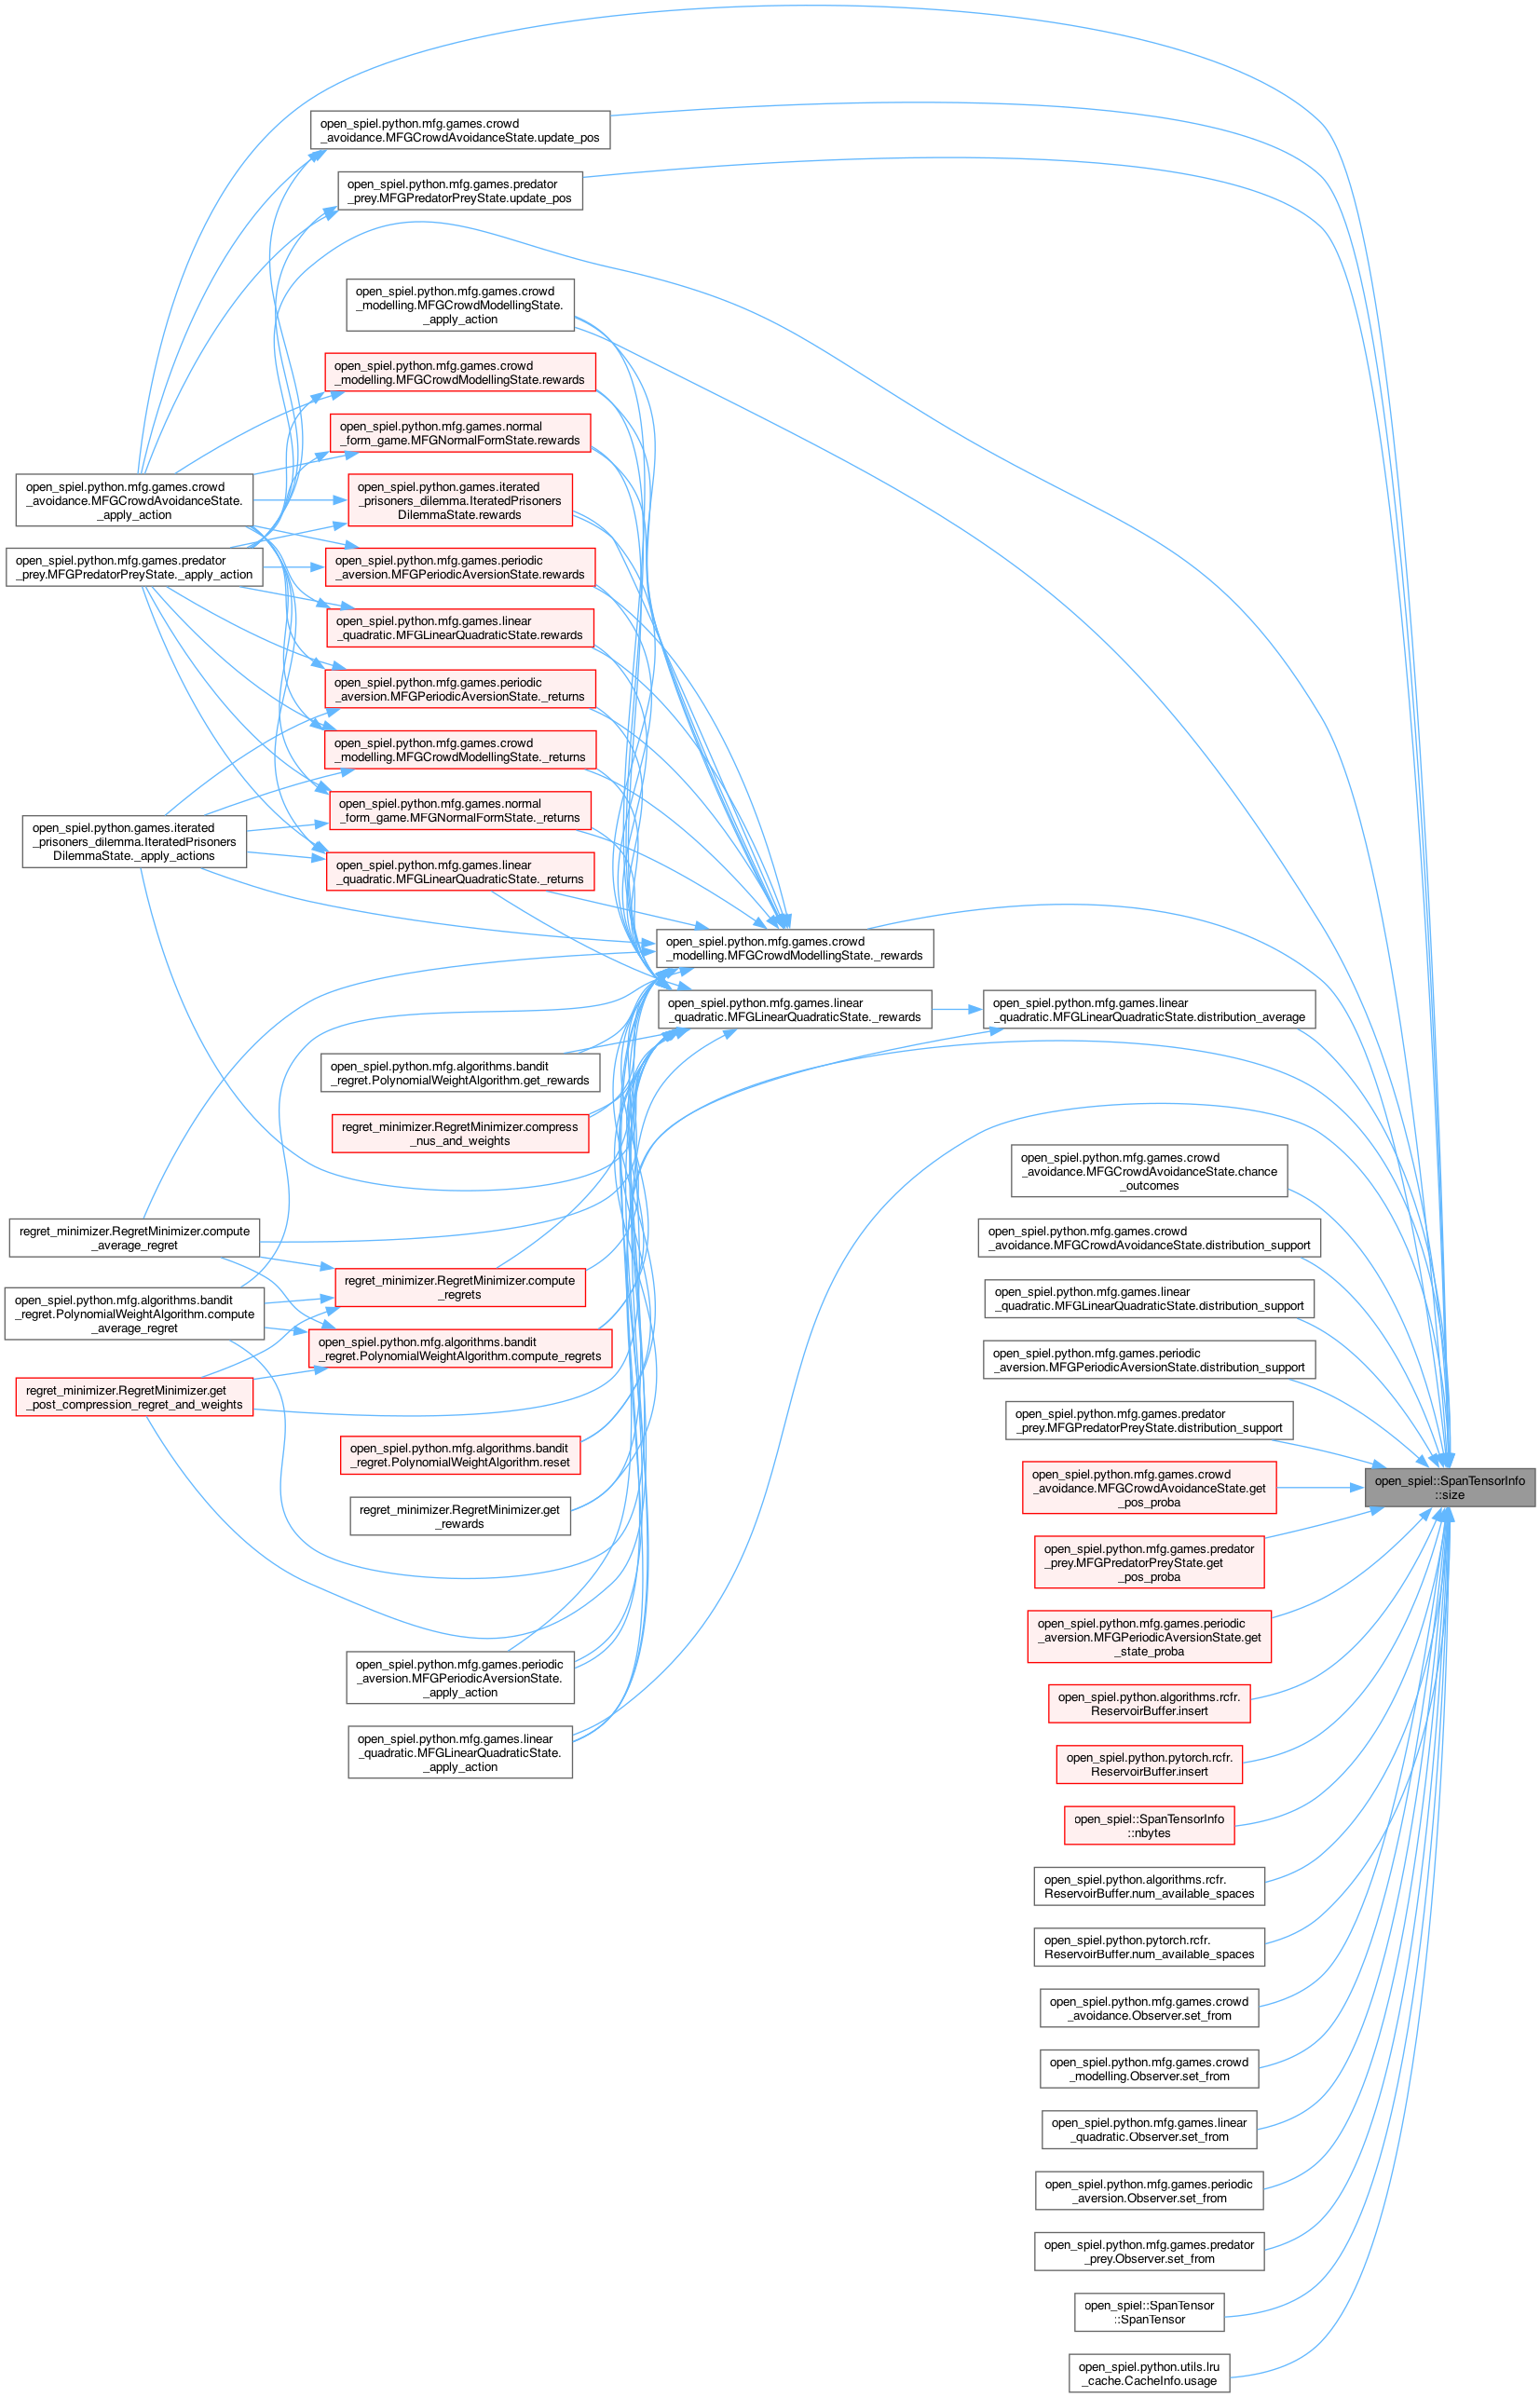 open_spiel.python.mfg.games.crowd
_avoidance.MFGCrowdAvoidanceState.update_pos
open_spiel.python.mfg.games.predator
_prey.MFGPredatorPreyState.update_pos
open_spiel.python.mfg.games.crowd
_modelling.MFGCrowdModellingState.
_apply_action
open_spiel.python.mfg.games.crowd
_modelling.MFGCrowdModellingState.rewards
open_spiel.python.mfg.games.normal
_form_game.MFGNormalFormState.rewards
open_spiel.python.mfg.games.crowd
_avoidance.MFGCrowdAvoidanceState.
_apply_action
open_spiel.python.games.iterated
_prisoners_dilemma.IteratedPrisoners
DilemmaState.rewards
open_spiel.python.mfg.games.predator
_prey.MFGPredatorPreyState._apply_action
open_spiel.python.mfg.games.periodic
_aversion.MFGPeriodicAversionState.rewards
open_spiel.python.mfg.games.linear
_quadratic.MFGLinearQuadraticState.rewards
open_spiel.python.mfg.games.periodic
_aversion.MFGPeriodicAversionState._returns
open_spiel.python.mfg.games.crowd
_modelling.MFGCrowdModellingState._returns
open_spiel.python.mfg.games.normal
_form_game.MFGNormalFormState._returns
open_spiel.python.games.iterated
_prisoners_dilemma.IteratedPrisoners
DilemmaState._apply_actions
open_spiel.python.mfg.games.linear
_quadratic.MFGLinearQuadraticState._returns
open_spiel.python.mfg.games.crowd
_modelling.MFGCrowdModellingState._rewards
open_spiel.python.mfg.games.linear
_quadratic.MFGLinearQuadraticState._rewards
open_spiel.python.mfg.games.linear
_quadratic.MFGLinearQuadraticState.distribution_average
open_spiel.python.mfg.algorithms.bandit
_regret.PolynomialWeightAlgorithm.get_rewards
regret_minimizer.RegretMinimizer.compress
_nus_and_weights
open_spiel.python.mfg.games.crowd
_avoidance.MFGCrowdAvoidanceState.chance
_outcomes
regret_minimizer.RegretMinimizer.compute
_average_regret
open_spiel.python.mfg.games.crowd
_avoidance.MFGCrowdAvoidanceState.distribution_support
regret_minimizer.RegretMinimizer.compute
_regrets
open_spiel.python.mfg.algorithms.bandit
_regret.PolynomialWeightAlgorithm.compute
_average_regret
open_spiel.python.mfg.games.linear
_quadratic.MFGLinearQuadraticState.distribution_support
open_spiel.python.mfg.algorithms.bandit
_regret.PolynomialWeightAlgorithm.compute_regrets
open_spiel.python.mfg.games.periodic
_aversion.MFGPeriodicAversionState.distribution_support
regret_minimizer.RegretMinimizer.get
_post_compression_regret_and_weights
open_spiel.python.mfg.games.predator
_prey.MFGPredatorPreyState.distribution_support
open_spiel.python.mfg.algorithms.bandit
_regret.PolynomialWeightAlgorithm.reset
open_spiel.python.mfg.games.crowd
_avoidance.MFGCrowdAvoidanceState.get
_pos_proba
open_spiel::SpanTensorInfo
::size
regret_minimizer.RegretMinimizer.get
_rewards
open_spiel.python.mfg.games.predator
_prey.MFGPredatorPreyState.get
_pos_proba
open_spiel.python.mfg.games.periodic
_aversion.MFGPeriodicAversionState.get
_state_proba
open_spiel.python.mfg.games.periodic
_aversion.MFGPeriodicAversionState.
_apply_action
open_spiel.python.algorithms.rcfr.
ReservoirBuffer.insert
open_spiel.python.mfg.games.linear
_quadratic.MFGLinearQuadraticState.
_apply_action
open_spiel.python.pytorch.rcfr.
ReservoirBuffer.insert
open_spiel::SpanTensorInfo
::nbytes
open_spiel.python.algorithms.rcfr.
ReservoirBuffer.num_available_spaces
open_spiel.python.pytorch.rcfr.
ReservoirBuffer.num_available_spaces
open_spiel.python.mfg.games.crowd
_avoidance.Observer.set_from
open_spiel.python.mfg.games.crowd
_modelling.Observer.set_from
open_spiel.python.mfg.games.linear
_quadratic.Observer.set_from
open_spiel.python.mfg.games.periodic
_aversion.Observer.set_from
open_spiel.python.mfg.games.predator
_prey.Observer.set_from
open_spiel::SpanTensor
::SpanTensor
open_spiel.python.utils.lru
_cache.CacheInfo.usage